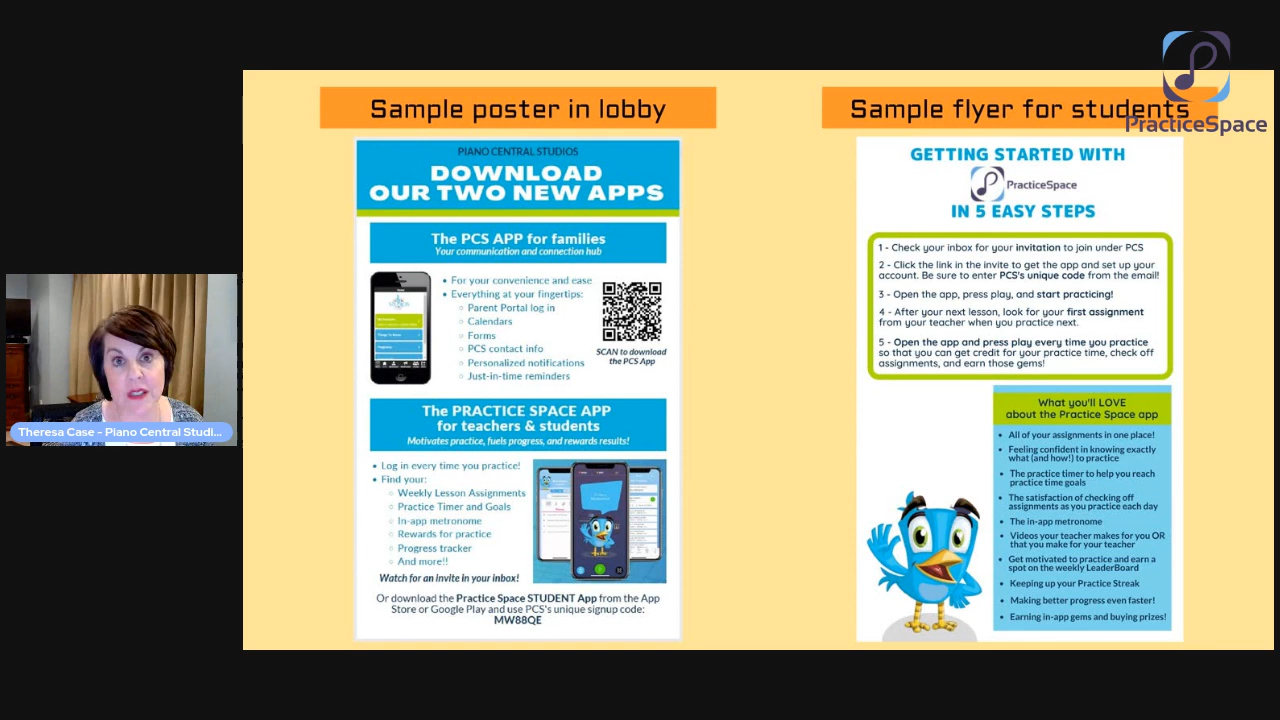 Sample poster in lobby
PIANO CENTRAL STUDIOS
DOWNLOAD
OUR TWO NEW APPS
The PCS APP for families
Your communication and connection hub
• For your convenience and ease
• Everything at your fingertips:
Parent Portal log in
Calendars
Forms
PCS contact info
Personalized notifications
Just-in-time reminders
SCAN to download
the PCS App
The PRACTICE SPACE APP
for teachers & students
Motivates practice, fuels progress, and rewards results!
• Log in every time you practice!
• Find your:
Weekly Lesson Assignments
Practice Timer and Goals
In-app metronome
Rewards for practice
Progress tracker
And more!!
Watch for an invite in your inbox!
Or download the Practice Space STUDENT App from the App
Store or Google Play and use PCS's unique signup code:
MW88QE
Sample flyer for students
PracticeSpace
GETTING STARTED WITH
PracticeSpace
IN 5 EASY STEPS
1 - Check your inbox for your invitation to join under PCS
2 - Click the link in the invite to get the app and set up your
account. Be sure to enter PCS's unique code from the email!
3 - Open the app, press play, and start practicing!
4 - After your next lesson, look for your first assignment
from your teacher when you practice next.
5 - Open the app and press play every time you practice
so that you can get credit for your practice time, check off
assignments, and earn those gems!
What you'll LOVE
about the Practice Space app
• All of your assignments in one place!
• Feeling confident in knowing exactly
what (and how!) to practice
• The practice timer to help you reach
practice time goals
• The satisfaction of checking off
assignments as you practice each day
• The in-app metronome
• Videos your teacher makes for you OR
that you make for your teacher
• Get motivated to practice and earn a
spot on the weekly LeaderBoard
• Keeping up your Practice Streak
• Making better progress even faster!
• Earning in-app gems and buying prizes!
Theresa Case - Piano Central Studi...